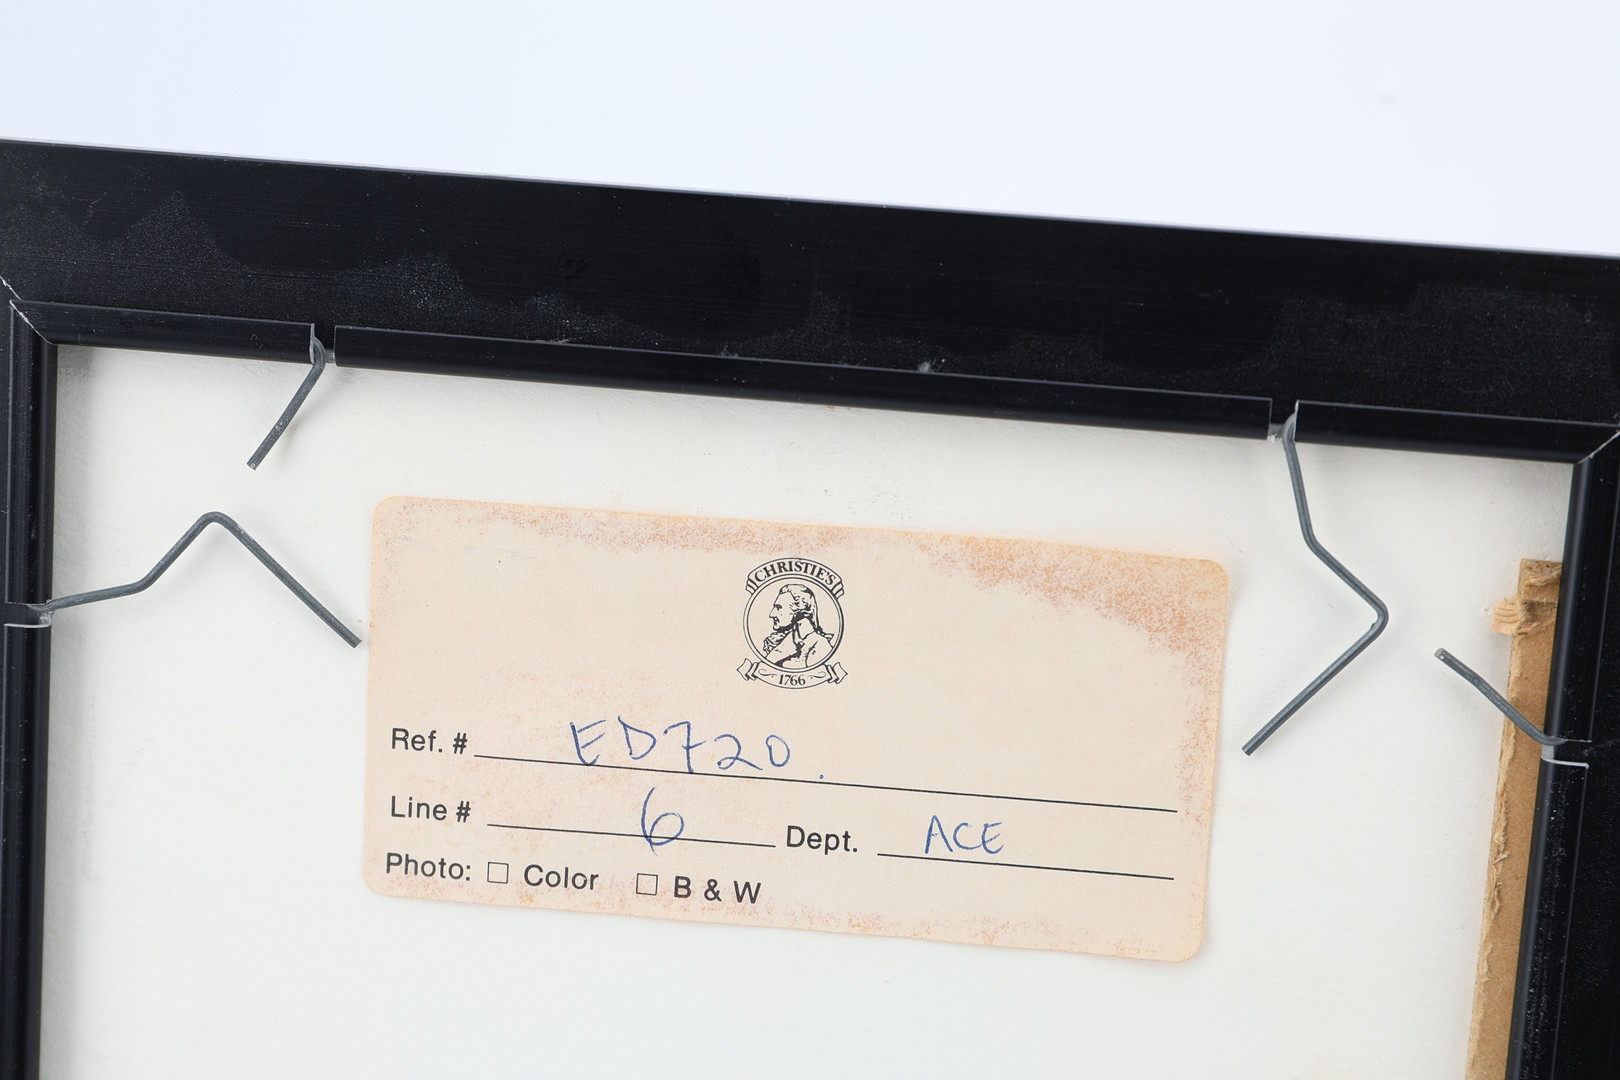 CHRISTIE'S
1766
Ref. # ED720.
Line # 6 Dept. ACE
Photo: ☐ Color ☐ B & W